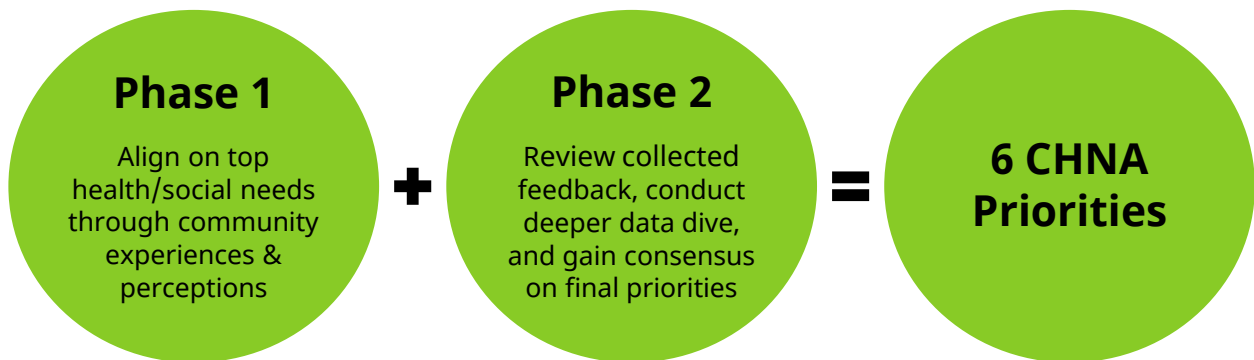 Phase 1
Align on top
health/social needs
through community
experiences &
perceptions
+
Phase 2
Review collected
feedback, conduct
deeper data dive,
and gain consensus
on final priorities
=
6 CHNA
Priorities